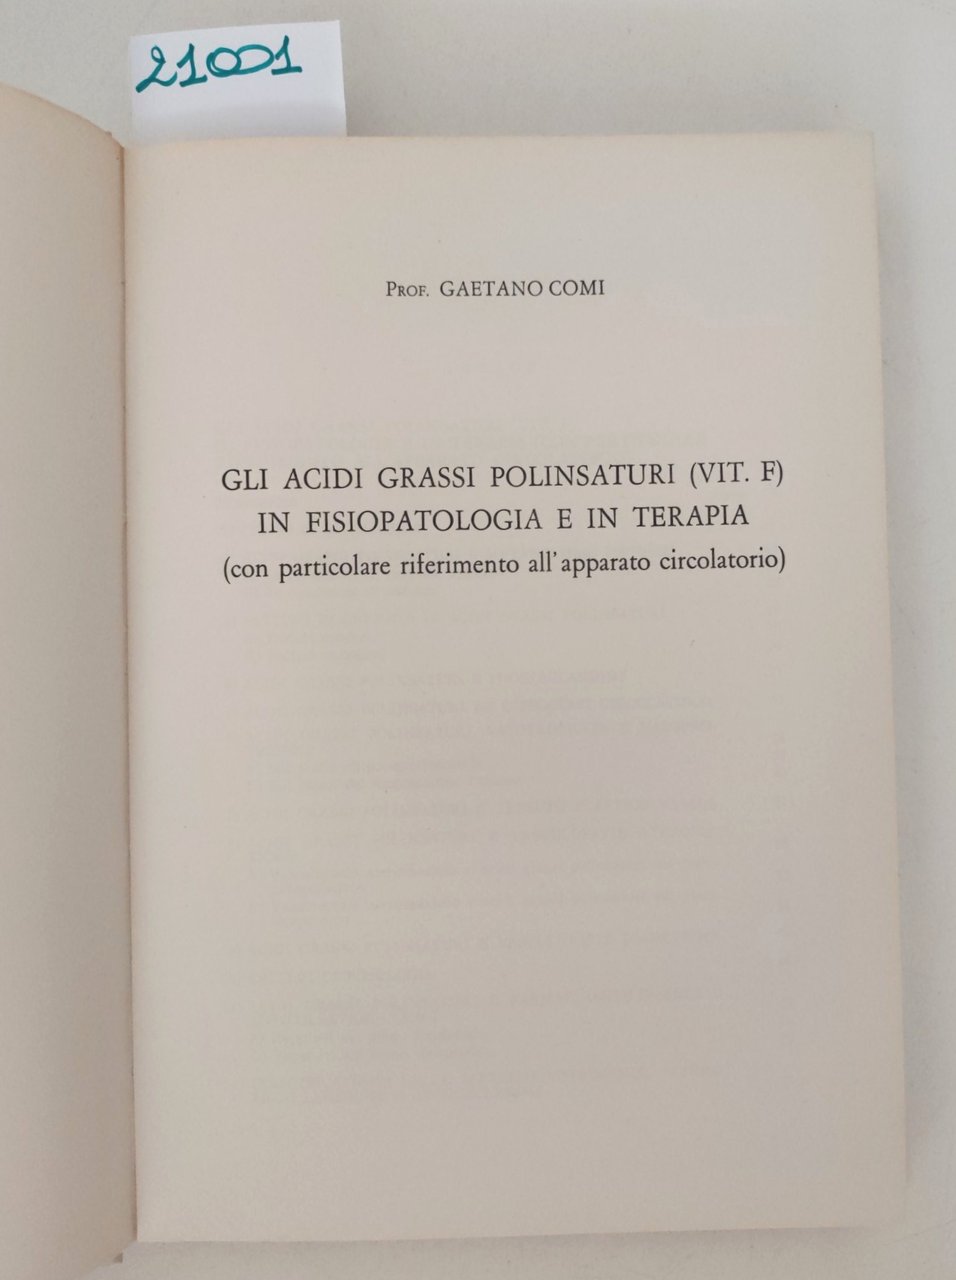 21001
PROF. GAETANO COMI
GLI ACIDI GRASSI POLINSATURI (VIT. F)
IN FISIOPATOLOGIA E IN TERAPIA
(con particolare riferimento all'apparato circolatorio)